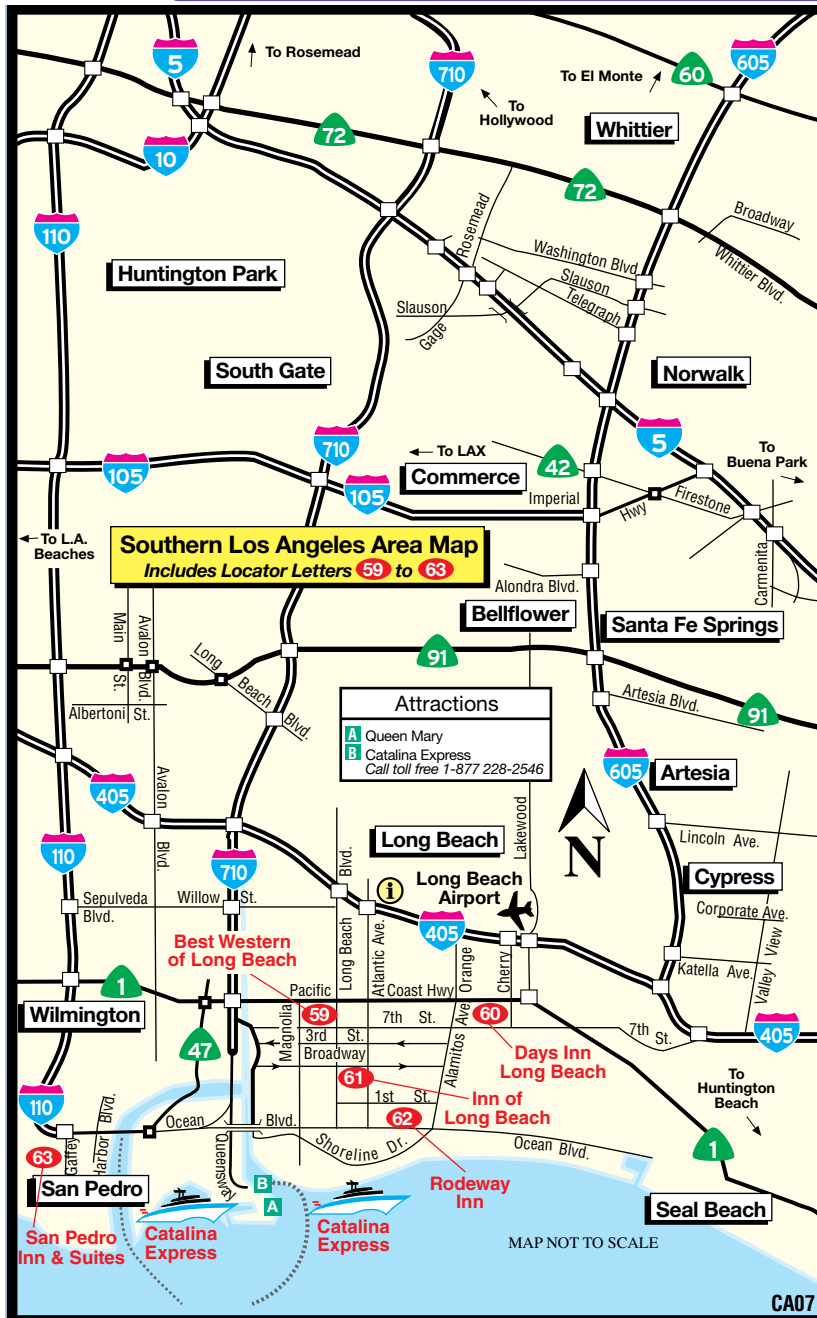 To Rosemead
5
710
605
To El Monte
60
To
Hollywood
Whittier
72
10
72
110
Rosemead
Broadway
Washington Blvd.
Whittier Blvd.
Huntington Park
Slauson
Telegraph
Slauson
Gage
South Gate
Norwalk
710
5
To LAX
To
Buena Park
105
42
Commerce
105
Imperial
Hwy
Firestone
To L.A.
Beaches
Southern Los Angeles Area Map
Includes Locator Letters 59 to 63
Carmenita
Alondra Blvd.
Main
St.
Avalon
Blvd.
Bellflower
Santa Fe Springs
Long
Beach
Blvd.
91
Albertoni St.
Artesia Blvd.
91
Attractions
A Queen Mary
B Catalina Express
Call toll free 1-877 228-2546
605
Artesia
405
Avalon
Blvd.
Lakewood
N
Lincoln Ave.
110
710
Long Beach
Blvd.
Long Beach
i
Long Beach
Airport
Cypress
Sepulveda
Blvd.
Willow St.
Corporate Ave.
405
Best Western
of Long Beach
Atlantic Ave.
Orange
Cherry
Katella Ave.
Valley View
1
Pacific
Coast Hwy
Wilmington
59
7th St.
60
7th
St.
405
47
Magnolia
3rd St.
Broadway
Alamitos Ave.
Days Inn
Long Beach
61
1st St.
Inn of
Long Beach
To
Huntington
Beach
110
Harbor Blvd.
Gaffey
Ocean
Blvd.
62
Shoreline Dr.
Ocean Blvd.
1
63
Queensway
San Pedro
B
A
Rodeway
Inn
Seal Beach
San Pedro
Inn & Suites
Catalina
Express
Catalina
Express
MAP NOT TO SCALE
CA07